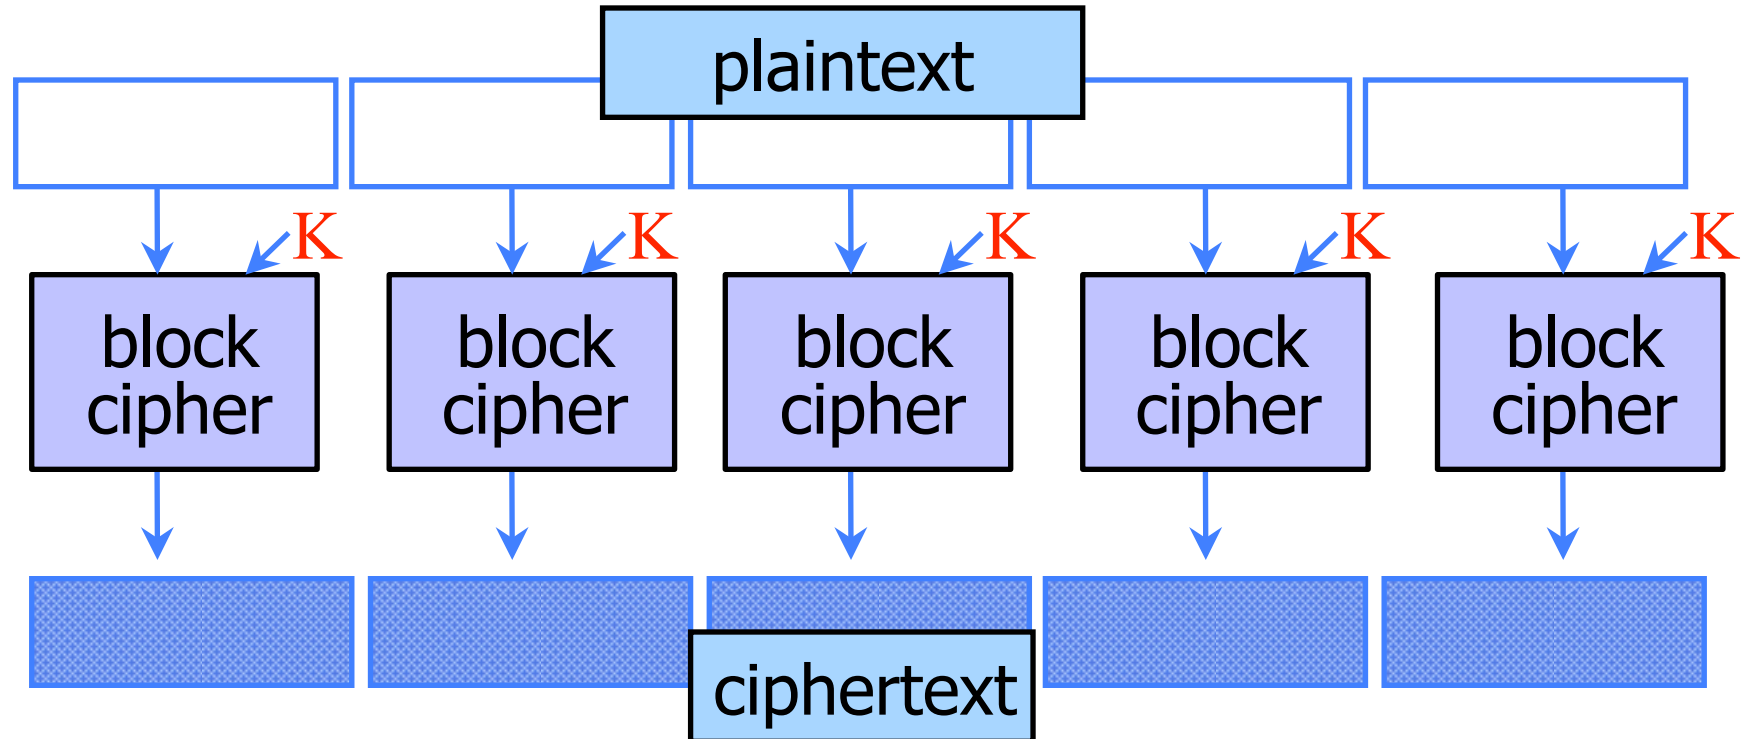 plaintext
K K K K K
block block block block block
cipher cipher cipher cipher cipher
ciphertext